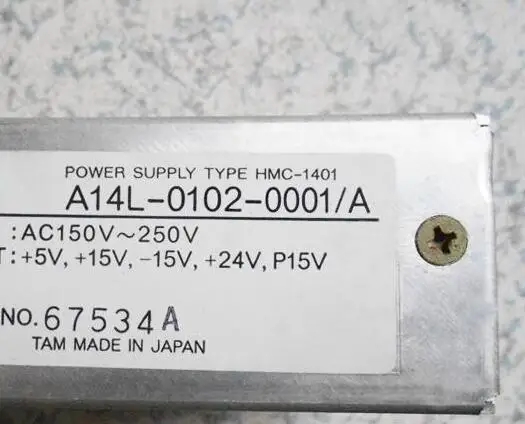 POWER SUPPLY TYPE HMC-1401
A14L-0102-0001/A
:AC150V~250V
T:+5V, +15V, -15V, +24V, P15V
NO.67534A
TAM MADE IN JAPAN